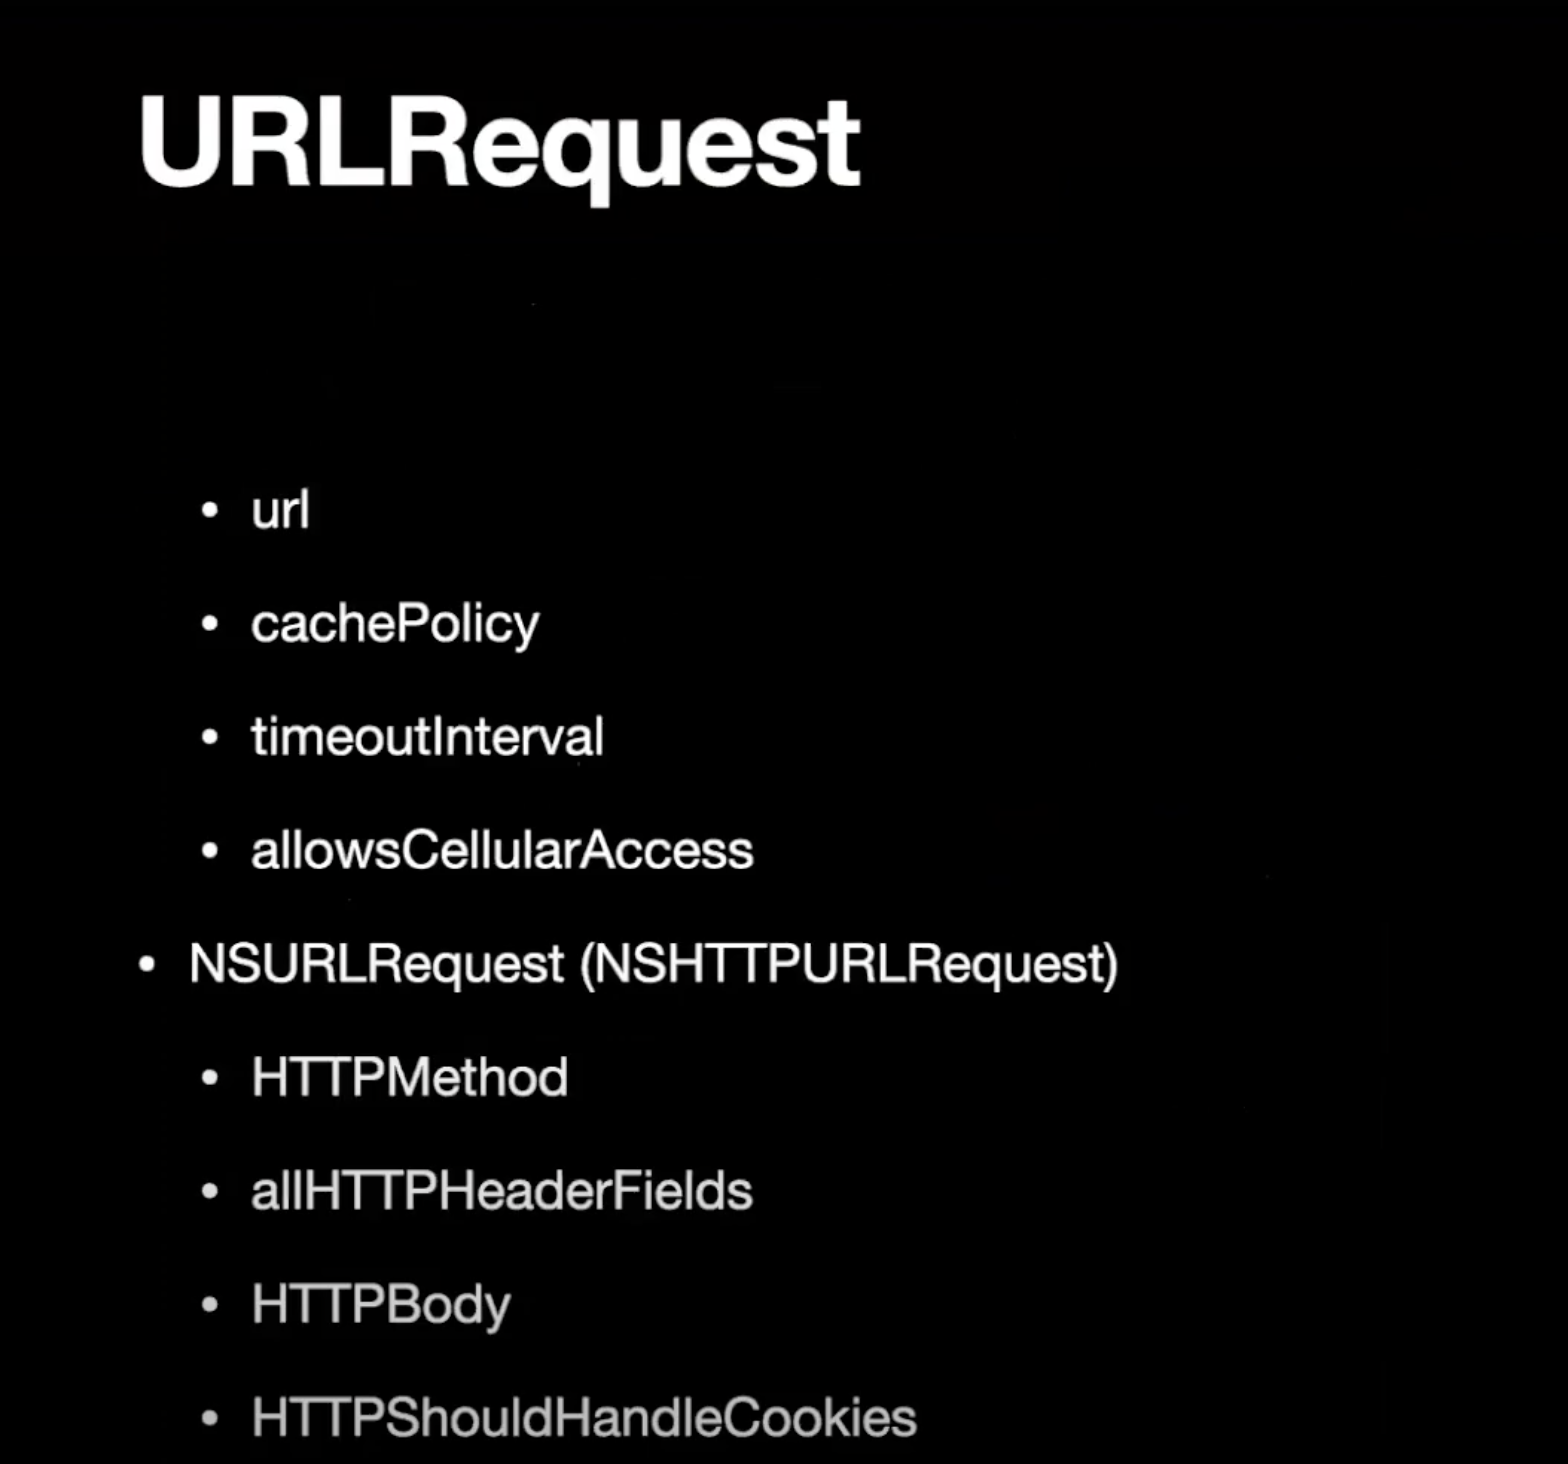 URLRequest
• url
• cachePolicy
• timeoutInterval
• allowsCellularAccess
• NSURLRequest (NSHTTPURLRequest)
• HTTPMethod
• allHTTPHeaderFields
• HTTPBody
• HTTPShouldHandleCookies